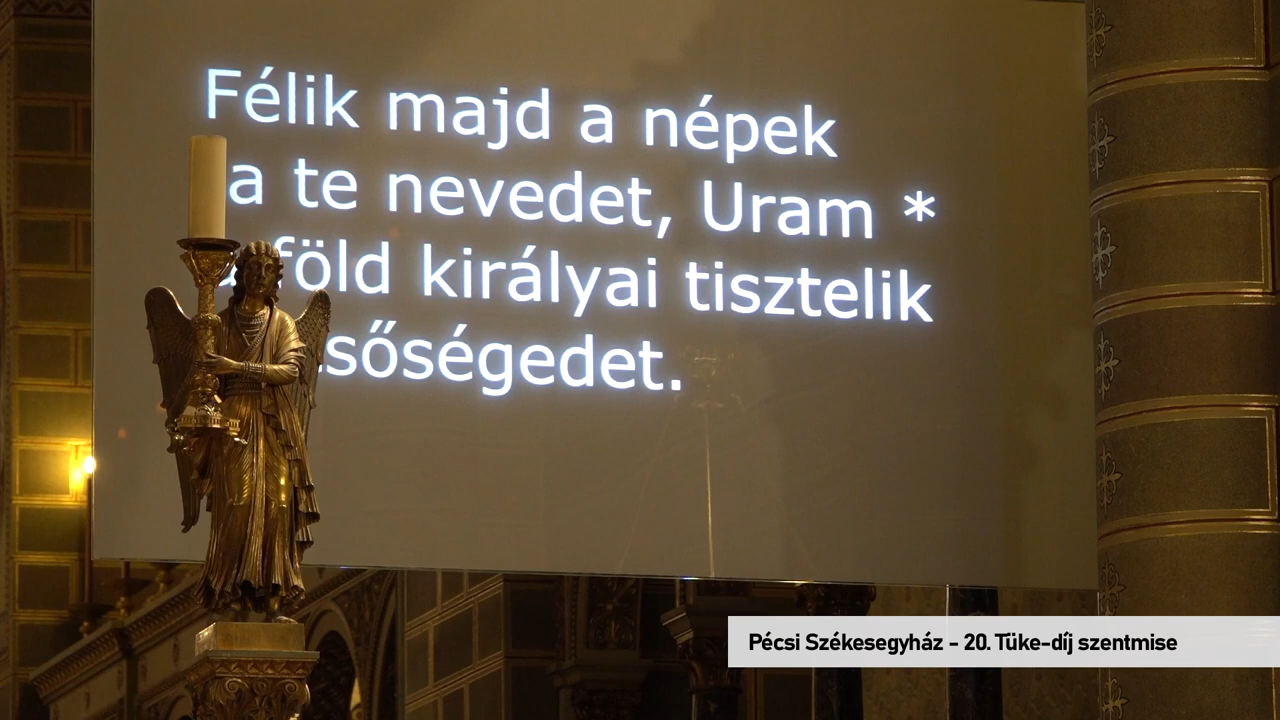 Félik majd a népek
a te nevedet, Uram *
föld királyai tisztelik
sőségedet.
Pécsi Székesegyház - 20. Tüke-díj szentmise